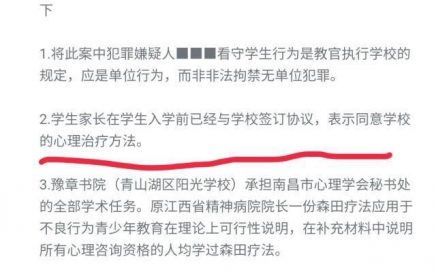 下
1.将此案中犯罪嫌疑人■■■看守学生行为是教官执行学校的
规定，应是单位行为，而非非法拘禁无单位犯罪。
2.学生家长在学生入学前已经与学校签订协议，表示同意学校
的心理治疗方法。
3.豫章书院（青山湖区阳光学校）承担南昌市心理学会秘书处
的全部学术任务。原江西省精神病院院长一份森田疗法应用于
不良行为青少年教育在理论上可行性说明，在补充材料中说明
所有心理咨询资格的人均学过森田疗法。